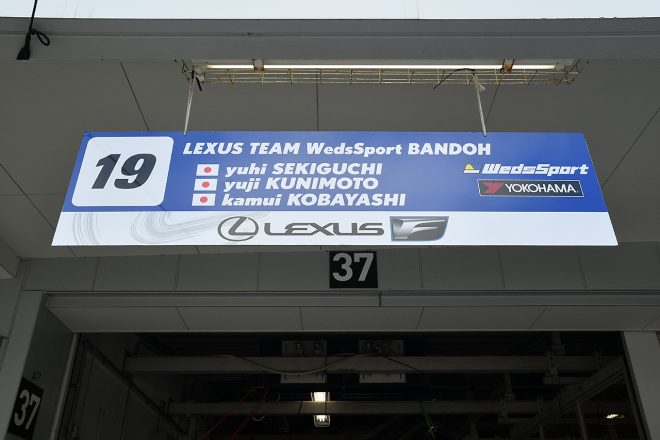 19
LEXUS TEAM WedsSport BANDOH
yuhi SEKIGUCHI
yuji KUNIMOTO
kamui KOBAYASHI
WedsSport
YOKOHAMA
LEXUS F
37
37